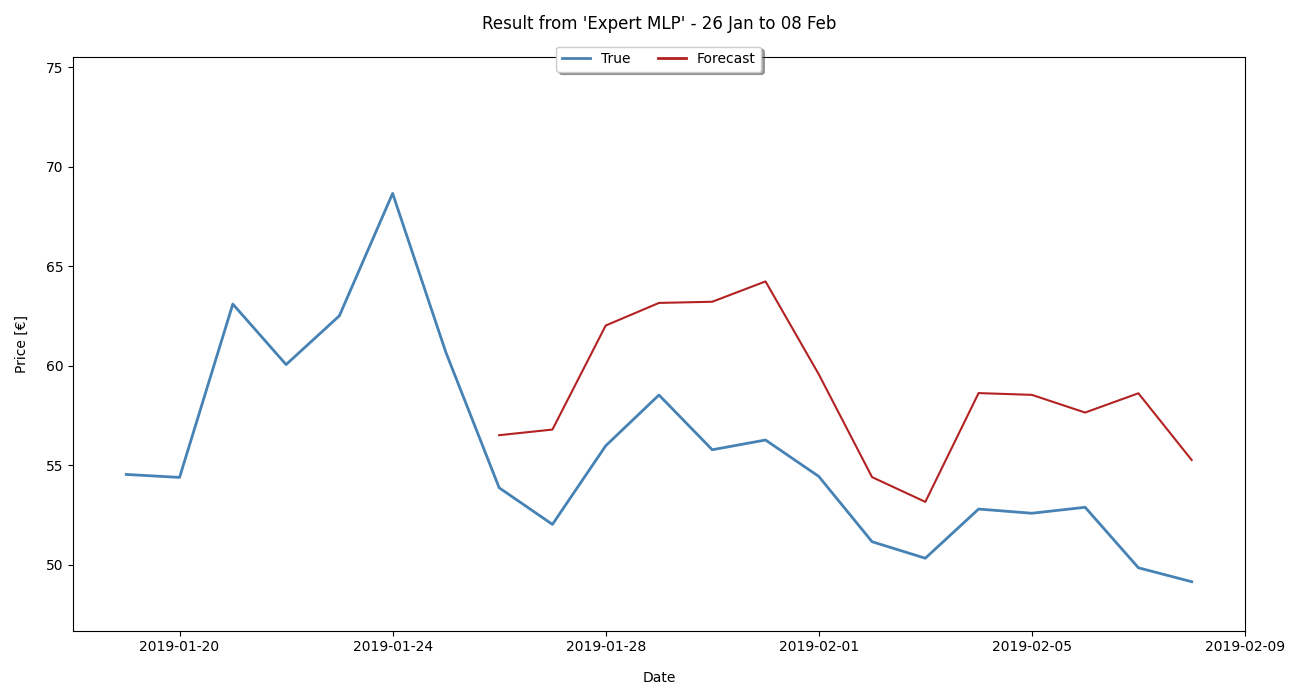 Result from 'Expert MLP' - 26 Jan to 08 Feb
True Forecast
75
70
65
60
55
50
Price [€]
2019-01-20 2019-01-24 2019-01-28 2019-02-01 2019-02-05 2019-02-09
Date